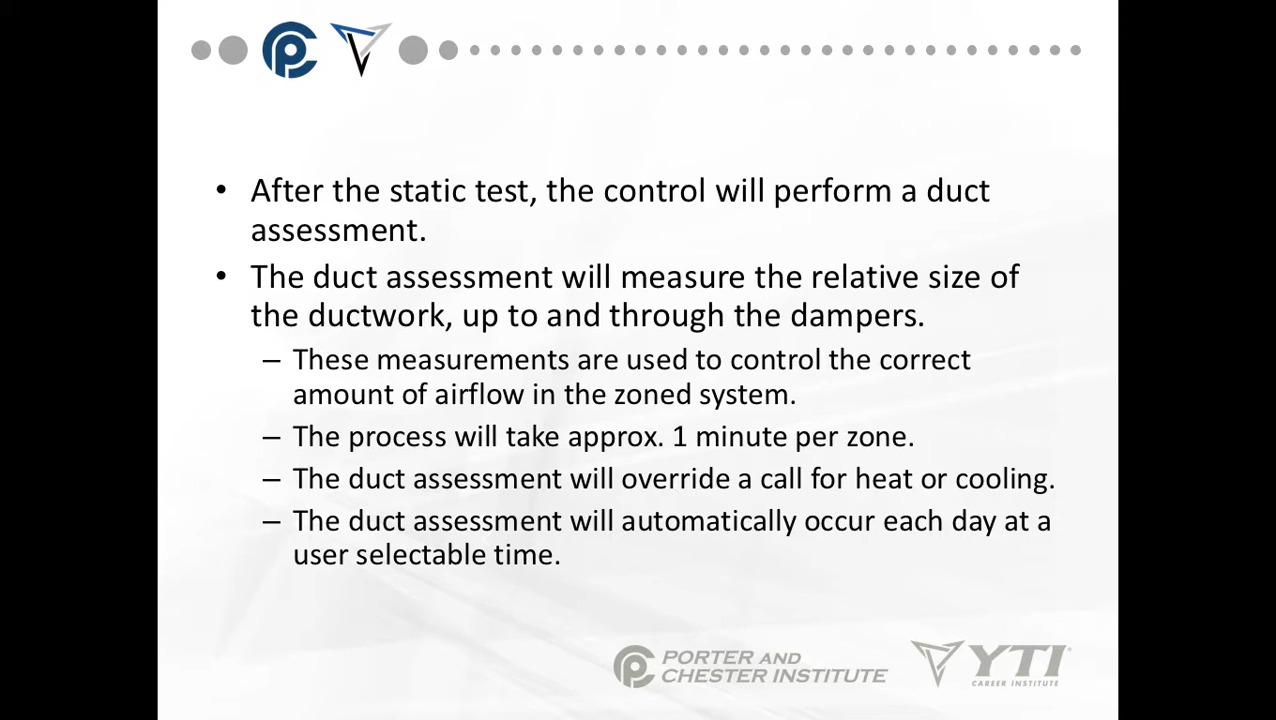 • After the static test, the control will perform a duct
assessment.
• The duct assessment will measure the relative size of
the ductwork, up to and through the dampers.
– These measurements are used to control the correct
amount of airflow in the zoned system.
– The process will take approx. 1 minute per zone.
– The duct assessment will override a call for heat or cooling.
– The duct assessment will automatically occur each day at a
user selectable time.
PORTER AND
CHESTER INSTITUTE
YTI
CAREER INSTITUTE